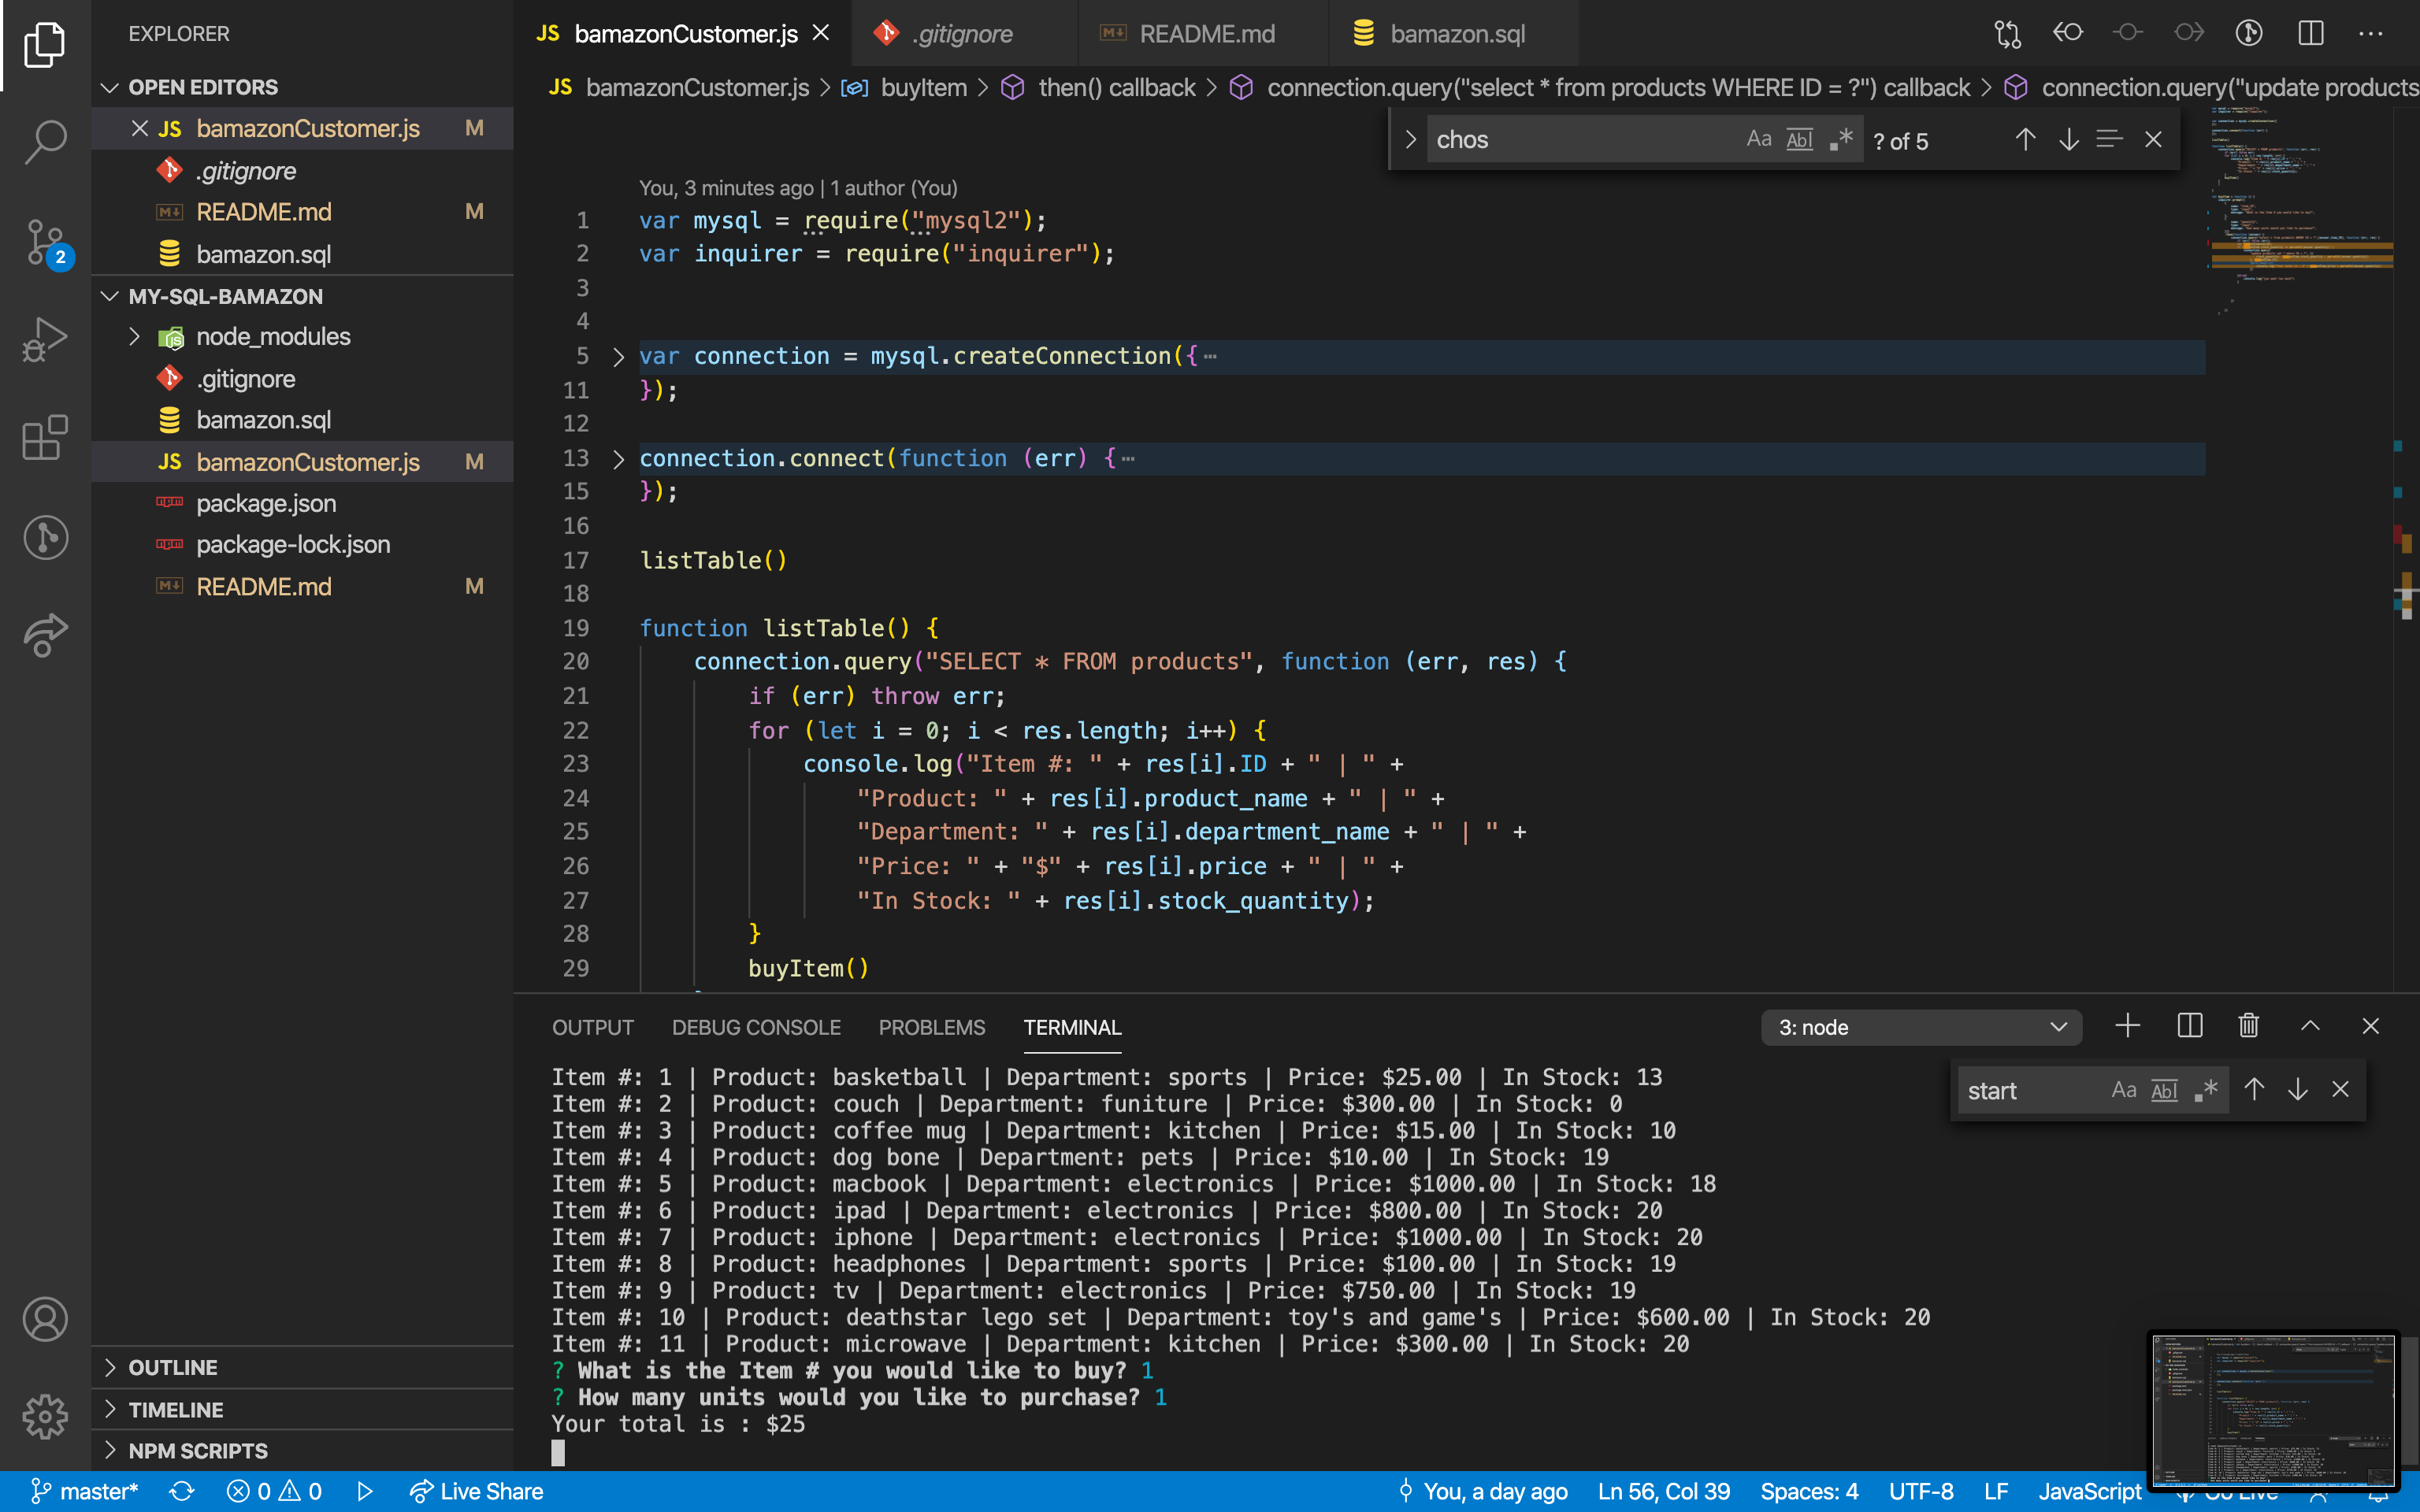 EXPLORER
OPEN EDITORS
JS bamazonCustomer.js M
.gitignore
README.md M
bamazon.sql
MY-SQL-BAMAZON
node_modules
.gitignore
bamazon.sql
JS bamazonCustomer.js M
package.json
package-lock.json
README.md M
OUTLINE
TIMELINE
NPM SCRIPTS
2
JS bamazonCustomer.js .gitignore README.md bamazon.sql
JS bamazonCustomer.js > buyItem > then() callback > connection.query("select * from products WHERE ID = ?") callback > connection.query("update products
chos Aa Abl .* ? of 5
You, 3 minutes ago | 1 author (You)
1 var mysql = require("mysql2");
2 var inquirer = require("inquirer");
3
4
5 var connection = mysql.createConnection({ ⋯
11 });
12
13 connection.connect(function (err) { ⋯
15 });
16
17 listTable()
18
19 function listTable() {
20 connection.query("SELECT * FROM products", function (err, res) {
21 if (err) throw err;
22 for (let i = 0; i < res.length; i++) {
23 console.log("Item #: " + res[i].ID + " | " +
24 "Product: " + res[i].product_name + " | " +
25 "Department: " + res[i].department_name + " | " +
26 "Price: " + "$" + res[i].price + " | " +
27 "In Stock: " + res[i].stock_quantity);
28 }
29 buyItem()
OUTPUT DEBUG CONSOLE PROBLEMS TERMINAL 3: node
start Aa Abl .*
Item #: 1 | Product: basketball | Department: sports | Price: $25.00 | In Stock: 13
Item #: 2 | Product: couch | Department: funiture | Price: $300.00 | In Stock: 0
Item #: 3 | Product: coffee mug | Department: kitchen | Price: $15.00 | In Stock: 10
Item #: 4 | Product: dog bone | Department: pets | Price: $10.00 | In Stock: 19
Item #: 5 | Product: macbook | Department: electronics | Price: $1000.00 | In Stock: 18
Item #: 6 | Product: ipad | Department: electronics | Price: $800.00 | In Stock: 20
Item #: 7 | Product: iphone | Department: electronics | Price: $1000.00 | In Stock: 20
Item #: 8 | Product: headphones | Department: sports | Price: $100.00 | In Stock: 19
Item #: 9 | Product: tv | Department: electronics | Price: $750.00 | In Stock: 19
Item #: 10 | Product: deathstar lego set | Department: toy's and game's | Price: $600.00 | In Stock: 20
Item #: 11 | Product: microwave | Department: kitchen | Price: $300.00 | In Stock: 20
? What is the Item # you would like to buy? 1
? How many units would you like to purchase? 1
Your total is : $25
master* 0 0 Live Share You, a day ago Ln 56, Col 39 Spaces: 4 UTF-8 LF JavaScript